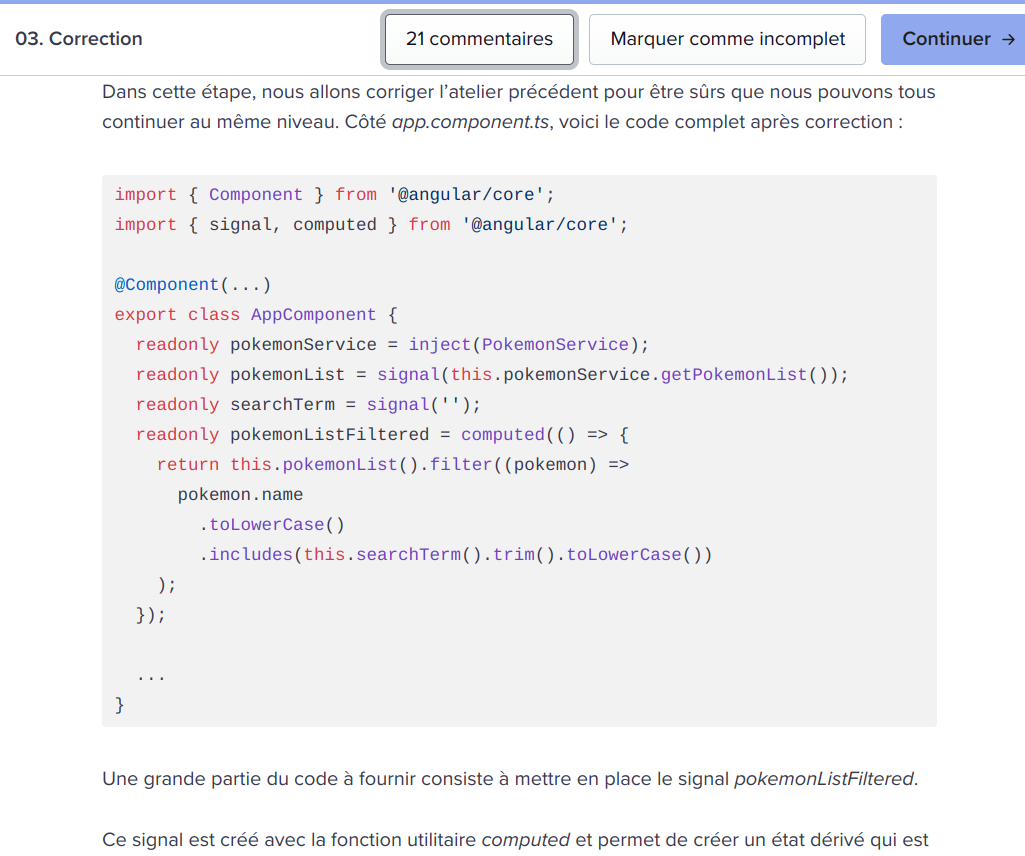 03. Correction
21 commentaires
Marquer comme incomplet
Continuer →
Dans cette étape, nous allons corriger l’atelier précédent pour être sûrs que nous pouvons tous
continuer au même niveau. Côté app.component.ts, voici le code complet après correction :
import { Component } from '@angular/core';
import { signal, computed } from '@angular/core';
@Component(...)
export class AppComponent {
  readonly pokemonService = inject(PokemonService);
  readonly pokemonList = signal(this.pokemonService.getPokemonList());
  readonly searchTerm = signal('');
  readonly pokemonListFiltered = computed(() => {
    return this.pokemonList().filter((pokemon) =>
      pokemon.name
        .toLowerCase()
        .includes(this.searchTerm().trim().toLowerCase())
    );
  });
  ...
}
Une grande partie du code à fournir consiste à mettre en place le signal pokemonListFiltered.
Ce signal est créé avec la fonction utilitaire computed et permet de créer un état dérivé qui est